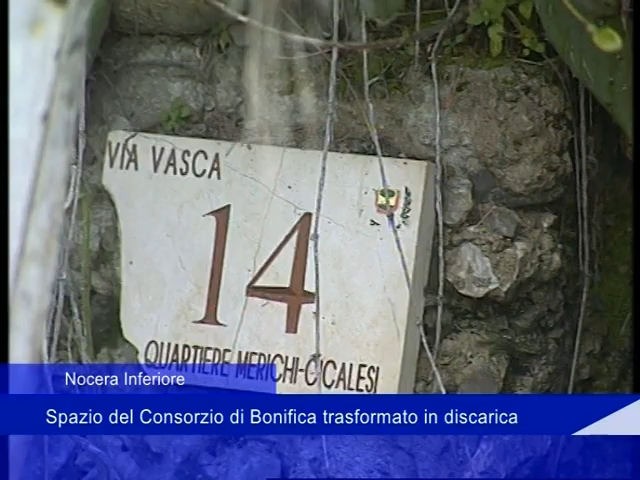 VIA VASCA
14
QUARTIERE MERICHI-CICALESI
Nocera Inferiore
Spazio del Consorzio di Bonifica trasformato in discarica